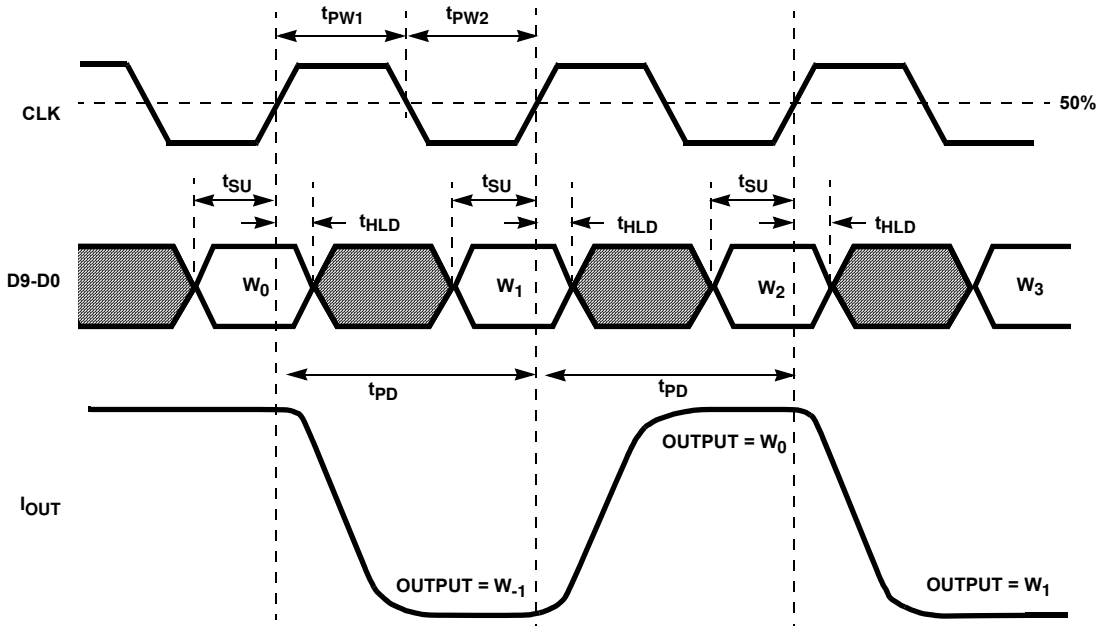 tPW1 tPW2
CLK
50%
tSU tSU tSU
tHLD tHLD tHLD
D9-D0
W0 W1 W2 W3
tPD tPD
OUTPUT = W0
IOUT
OUTPUT = W-1
OUTPUT = W1